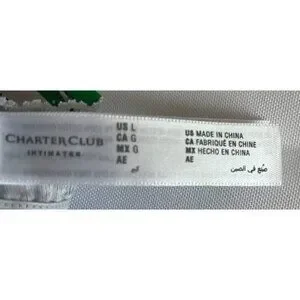 CHARTER CLUB
INTIMATES
US L
CA G
MX G
AE
US MADE IN CHINA
CA FABRIQUÉ EN CHINE
MX HECHO EN CHINA
AE
صنع في الصين